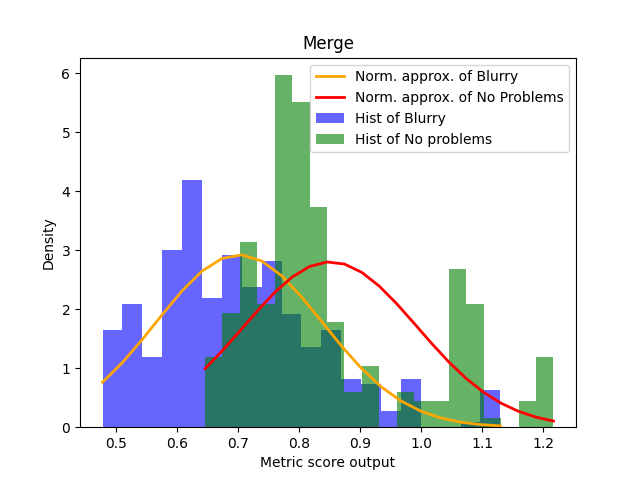 Merge
Norm. approx. of Blurry
Norm. approx. of No Problems
Hist of Blurry
Hist of No problems
Density
6
5
4
3
2
1
0
0.5 0.6 0.7 0.8 0.9 1.0 1.1 1.2
Metric score output